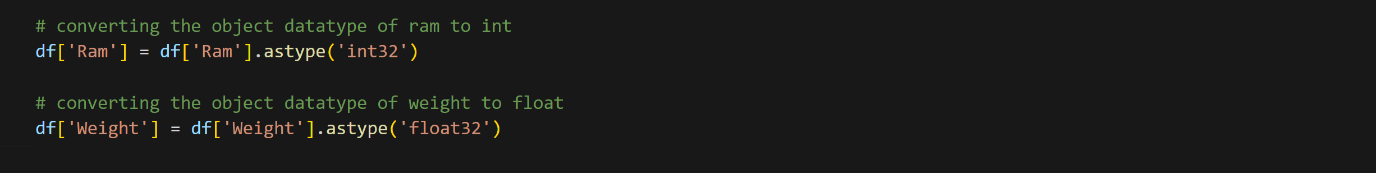 # converting the object datatype of ram to int
df['Ram'] = df['Ram'].astype('int32')
# converting the object datatype of weight to float
df['Weight'] = df['Weight'].astype('float32')